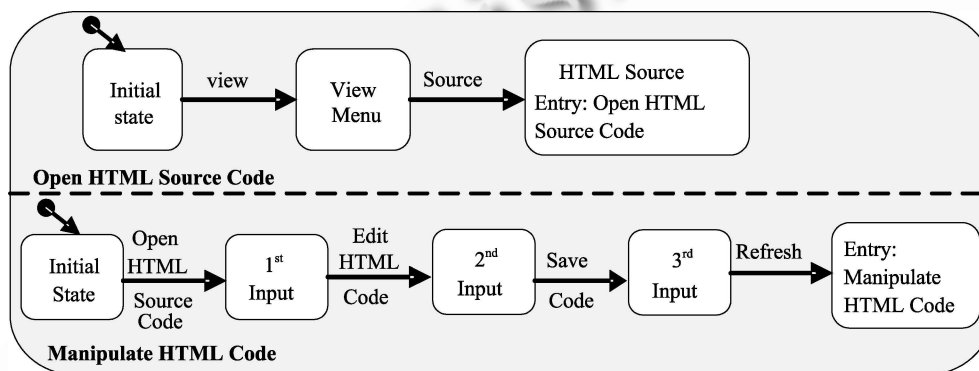 view
Source
Initial
state
View
Menu
HTML Source
Entry: Open HTML
Source Code
Open HTML Source Code
Open
HTML
Source
Code
Edit
HTML
Code
Save
Code
Refresh
Initial
State
1st
Input
2nd
Input
3rd
Input
Entry:
Manipulate
HTML Code
Manipulate HTML Code